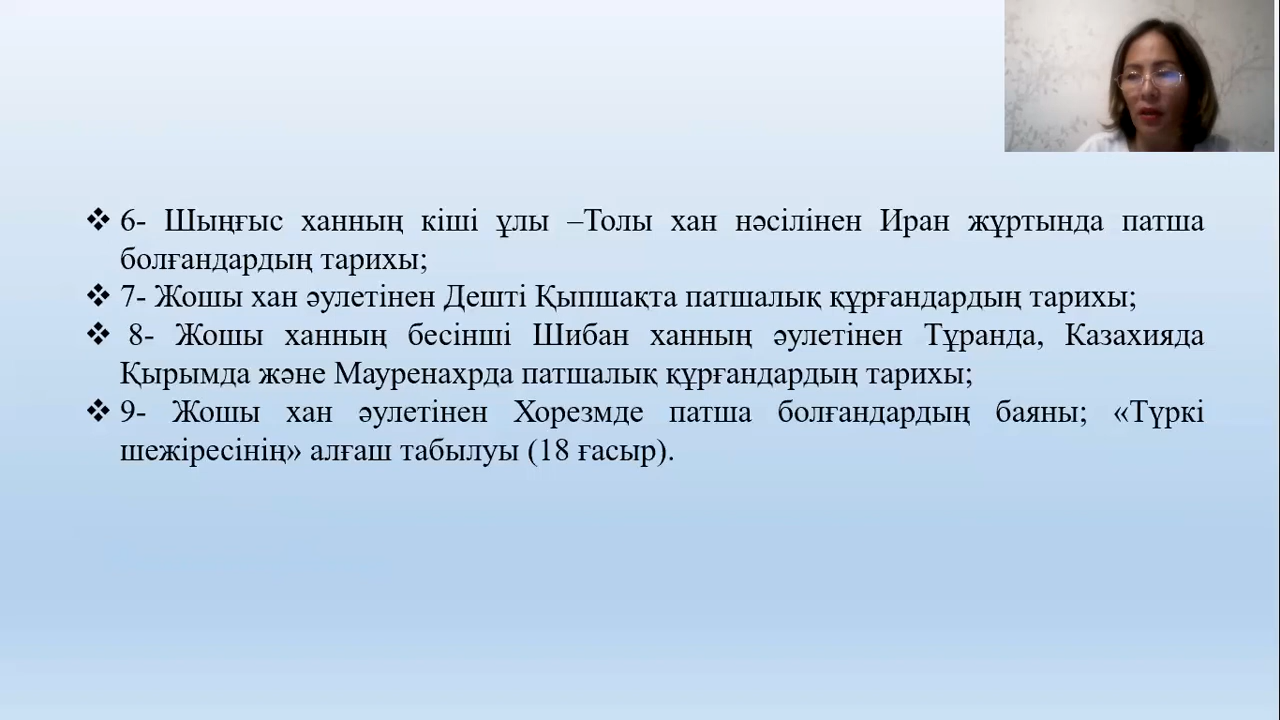 ❖ 6- Шыңғыс ханның кіші ұлы –Толы хан нәсілінен Иран жұртында патша
болғандардың тарихы;
❖ 7- Жошы хан әулетінен Дешті Қыпшақта патшалық құрғандардың тарихы;
❖ 8- Жошы ханның бесінші Шибан ханның әулетінен Тұранда, Казахияда
Қырымда және Мауренахрда патшалық құрғандардың тарихы;
❖ 9- Жошы хан әулетінен Хорезмде патша болғандардың баяны; «Түркі
шежіресінің» алғаш табылуы (18 ғасыр).